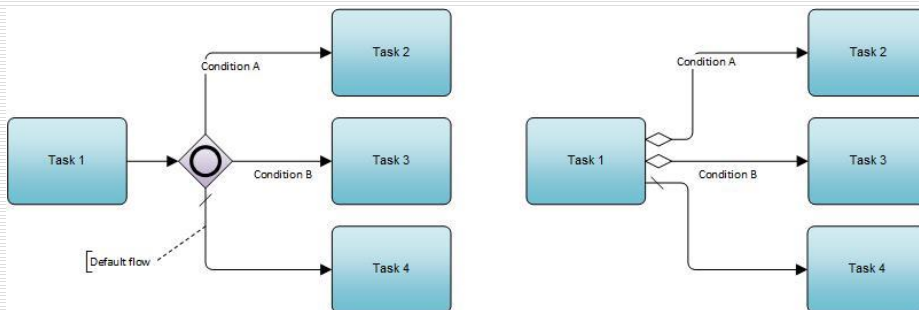 Task 2
Condition A
Task 1
Task 3
Condition B
Default flow
Task 4
Task 2
Condition A
Task 1
Task 3
Condition B
Task 4